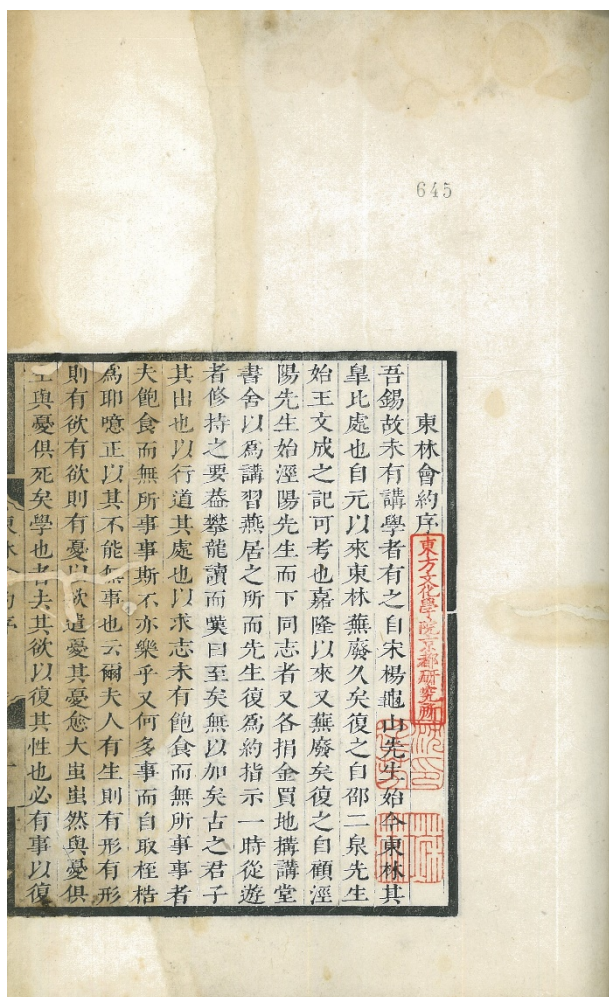 645
東林會約序
東方文化學院京都研究所
吾錫故未有講學者有之自宋楊龜山先生始今東林其
皐比處也自元以來東林蕪廢久矣復之自邵二泉先生
始王文成之記可考也嘉隆以來又蕪廢矣復之自顧涇
陽先生始涇陽先生而下同志者又各捐金買地搆講堂
書舍以爲講習燕居之所而先生復爲約指示一時從遊
者修持之要葢攀龍讀而嘆曰至矣無以加矣古之君子
其出也以行道其處也以求志未有飽食而無所事事者
夫飽食而無所事事斯不亦樂乎又何多事而自取桎梏
爲耶噫正以其不能無事也云爾夫人有生則有形有形
則有欲有欲則有憂以欲遣憂其憂愈大蚩蚩然與憂俱
生與憂俱死矣學也者夫其欲以復其性也必有事以復